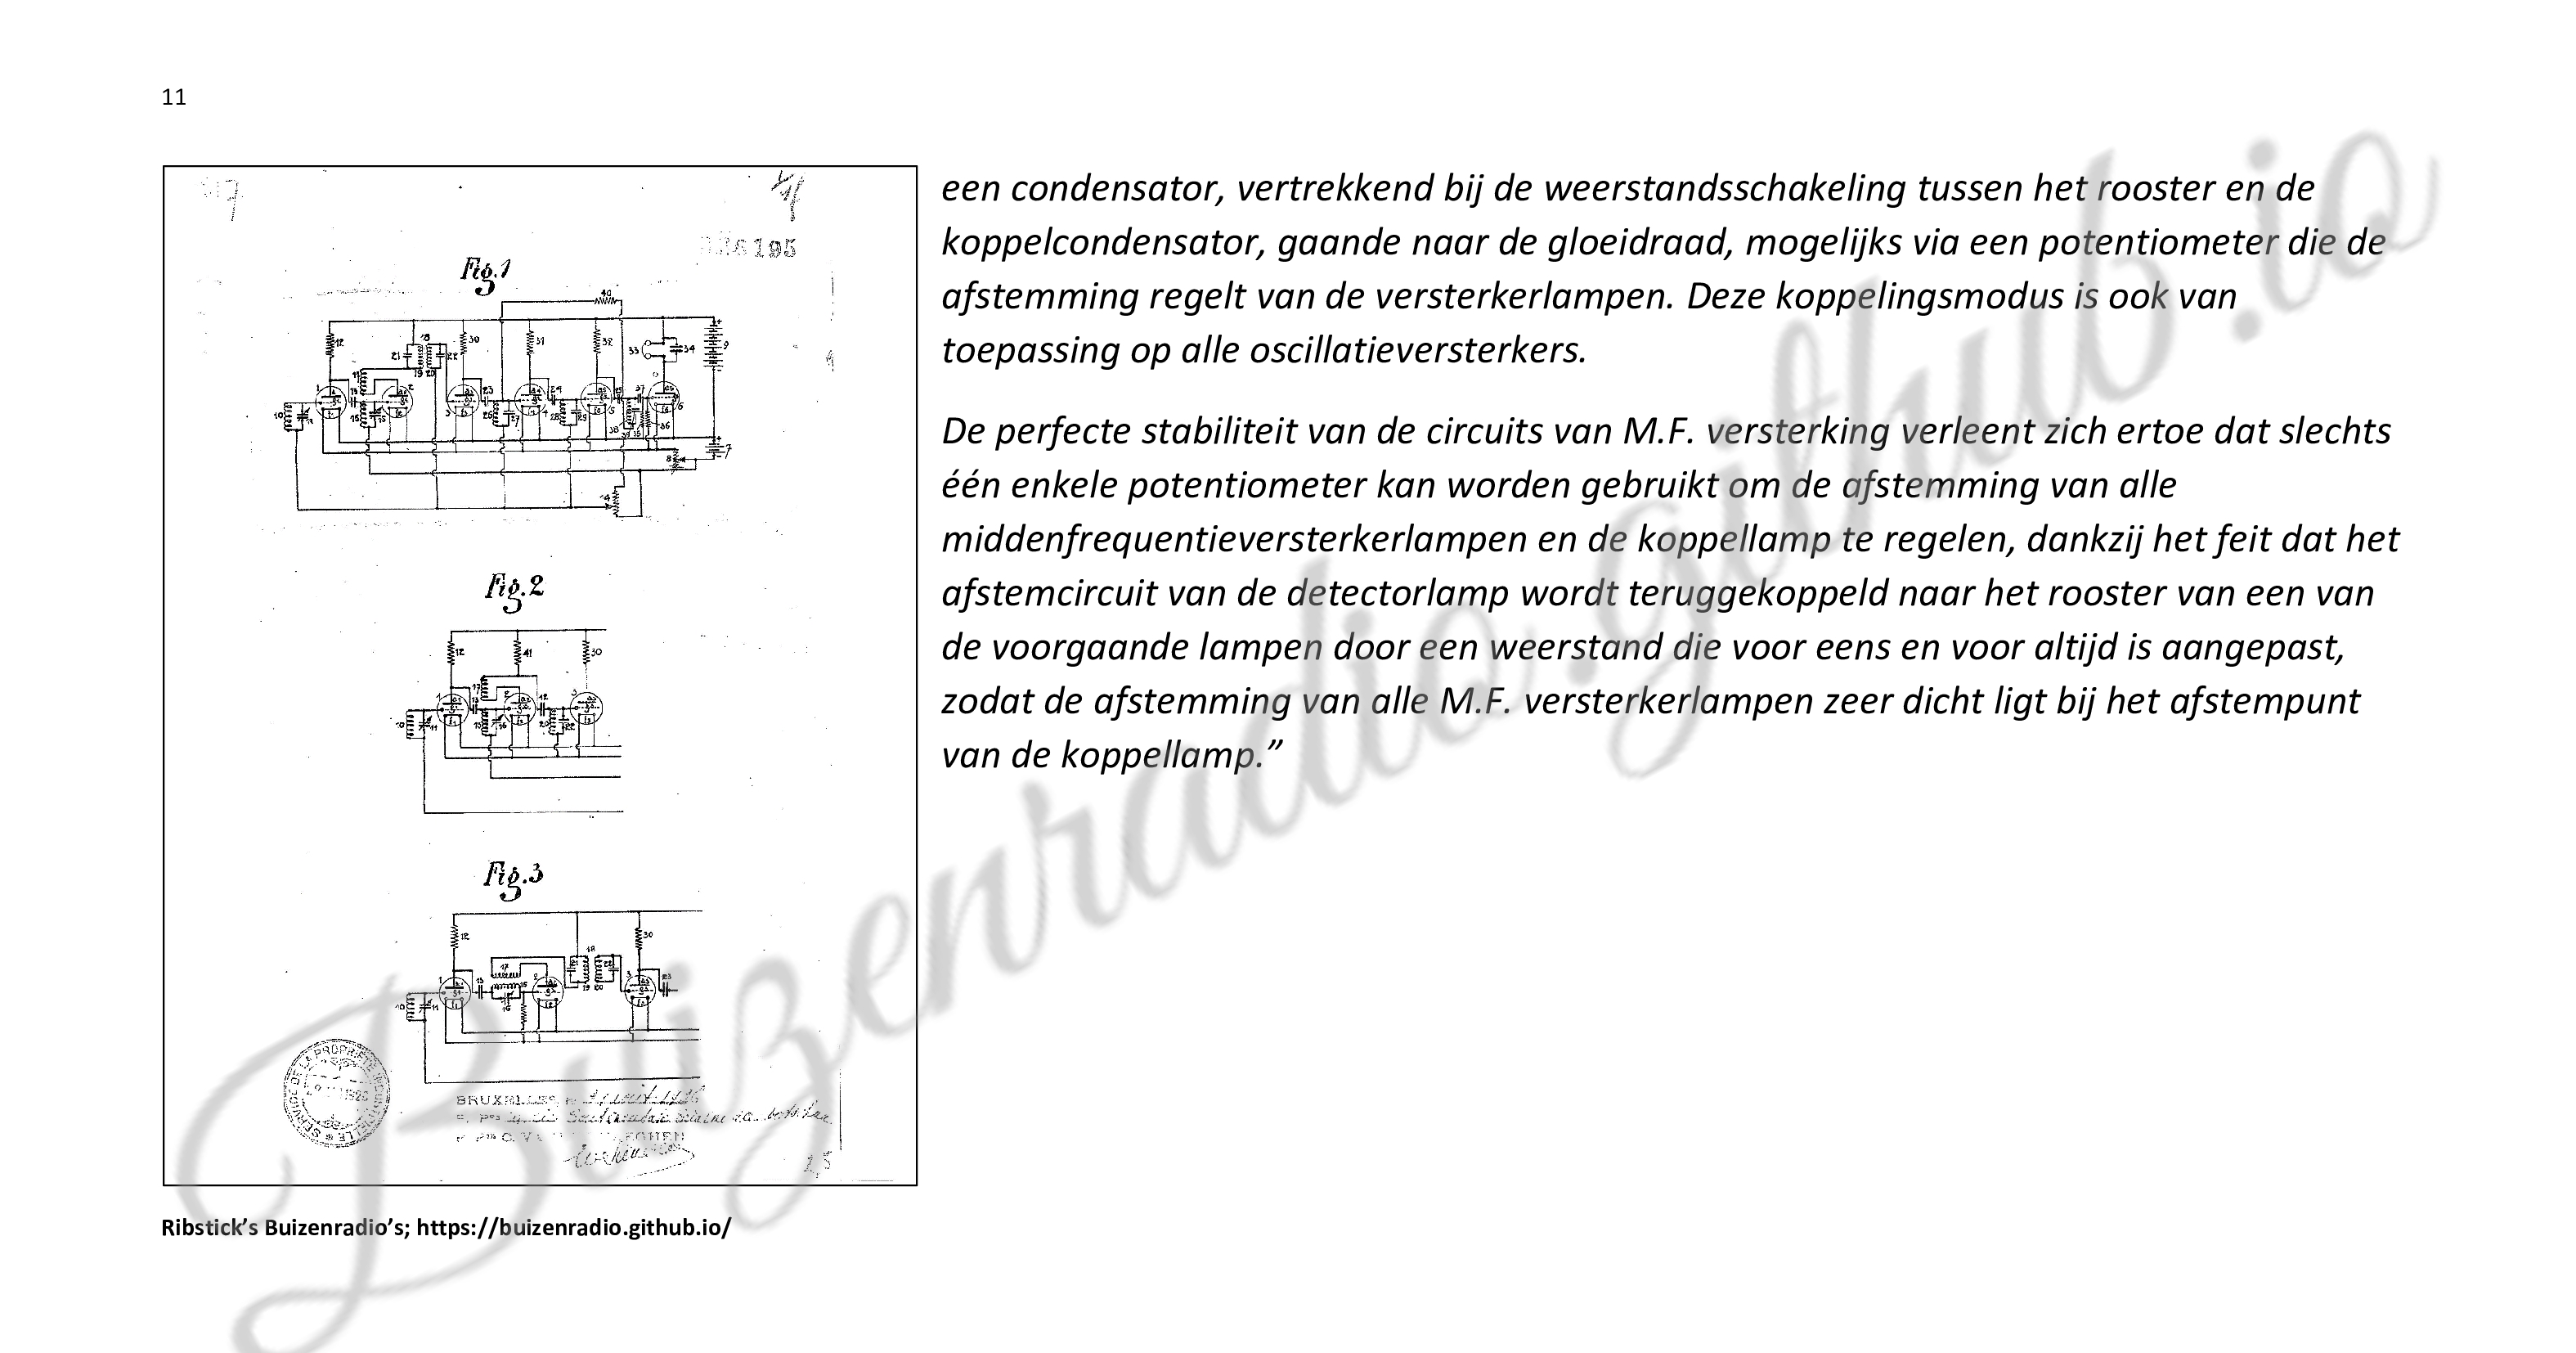 11
Fig.1
Fig.2
Fig.3
een condensator, vertrekkend bij de weerstandsschakeling tussen het rooster en de
koppelcondensator, gaande naar de gloeidraad, mogelijks via een potentiometer die de
afstemming regelt van de versterkerlampen. Deze koppelingsmodus is ook van
toepassing op alle oscillatieversterkers.
De perfecte stabiliteit van de circuits van M.F. versterking verleent zich ertoe dat slechts
één enkele potentiometer kan worden gebruikt om de afstemming van alle
middenfrequentieversterkerlampen en de koppellamp te regelen, dankzij het feit dat het
afstemcircuit van de detectorlamp wordt teruggekoppeld naar het rooster van een van
de voorgaande lampen door een weerstand die voor eens en voor altijd is aangepast,
zodat de afstemming van alle M.F. versterkerlampen zeer dicht ligt bij het afstempunt
van de koppellamp.”
SERVICE DE LA PROPRIETE INDUSTRIELLE
BRUXELLES
Ribstick’s Buizenradio’s; https://buizenradio.github.io/
Buizenradio.github.io